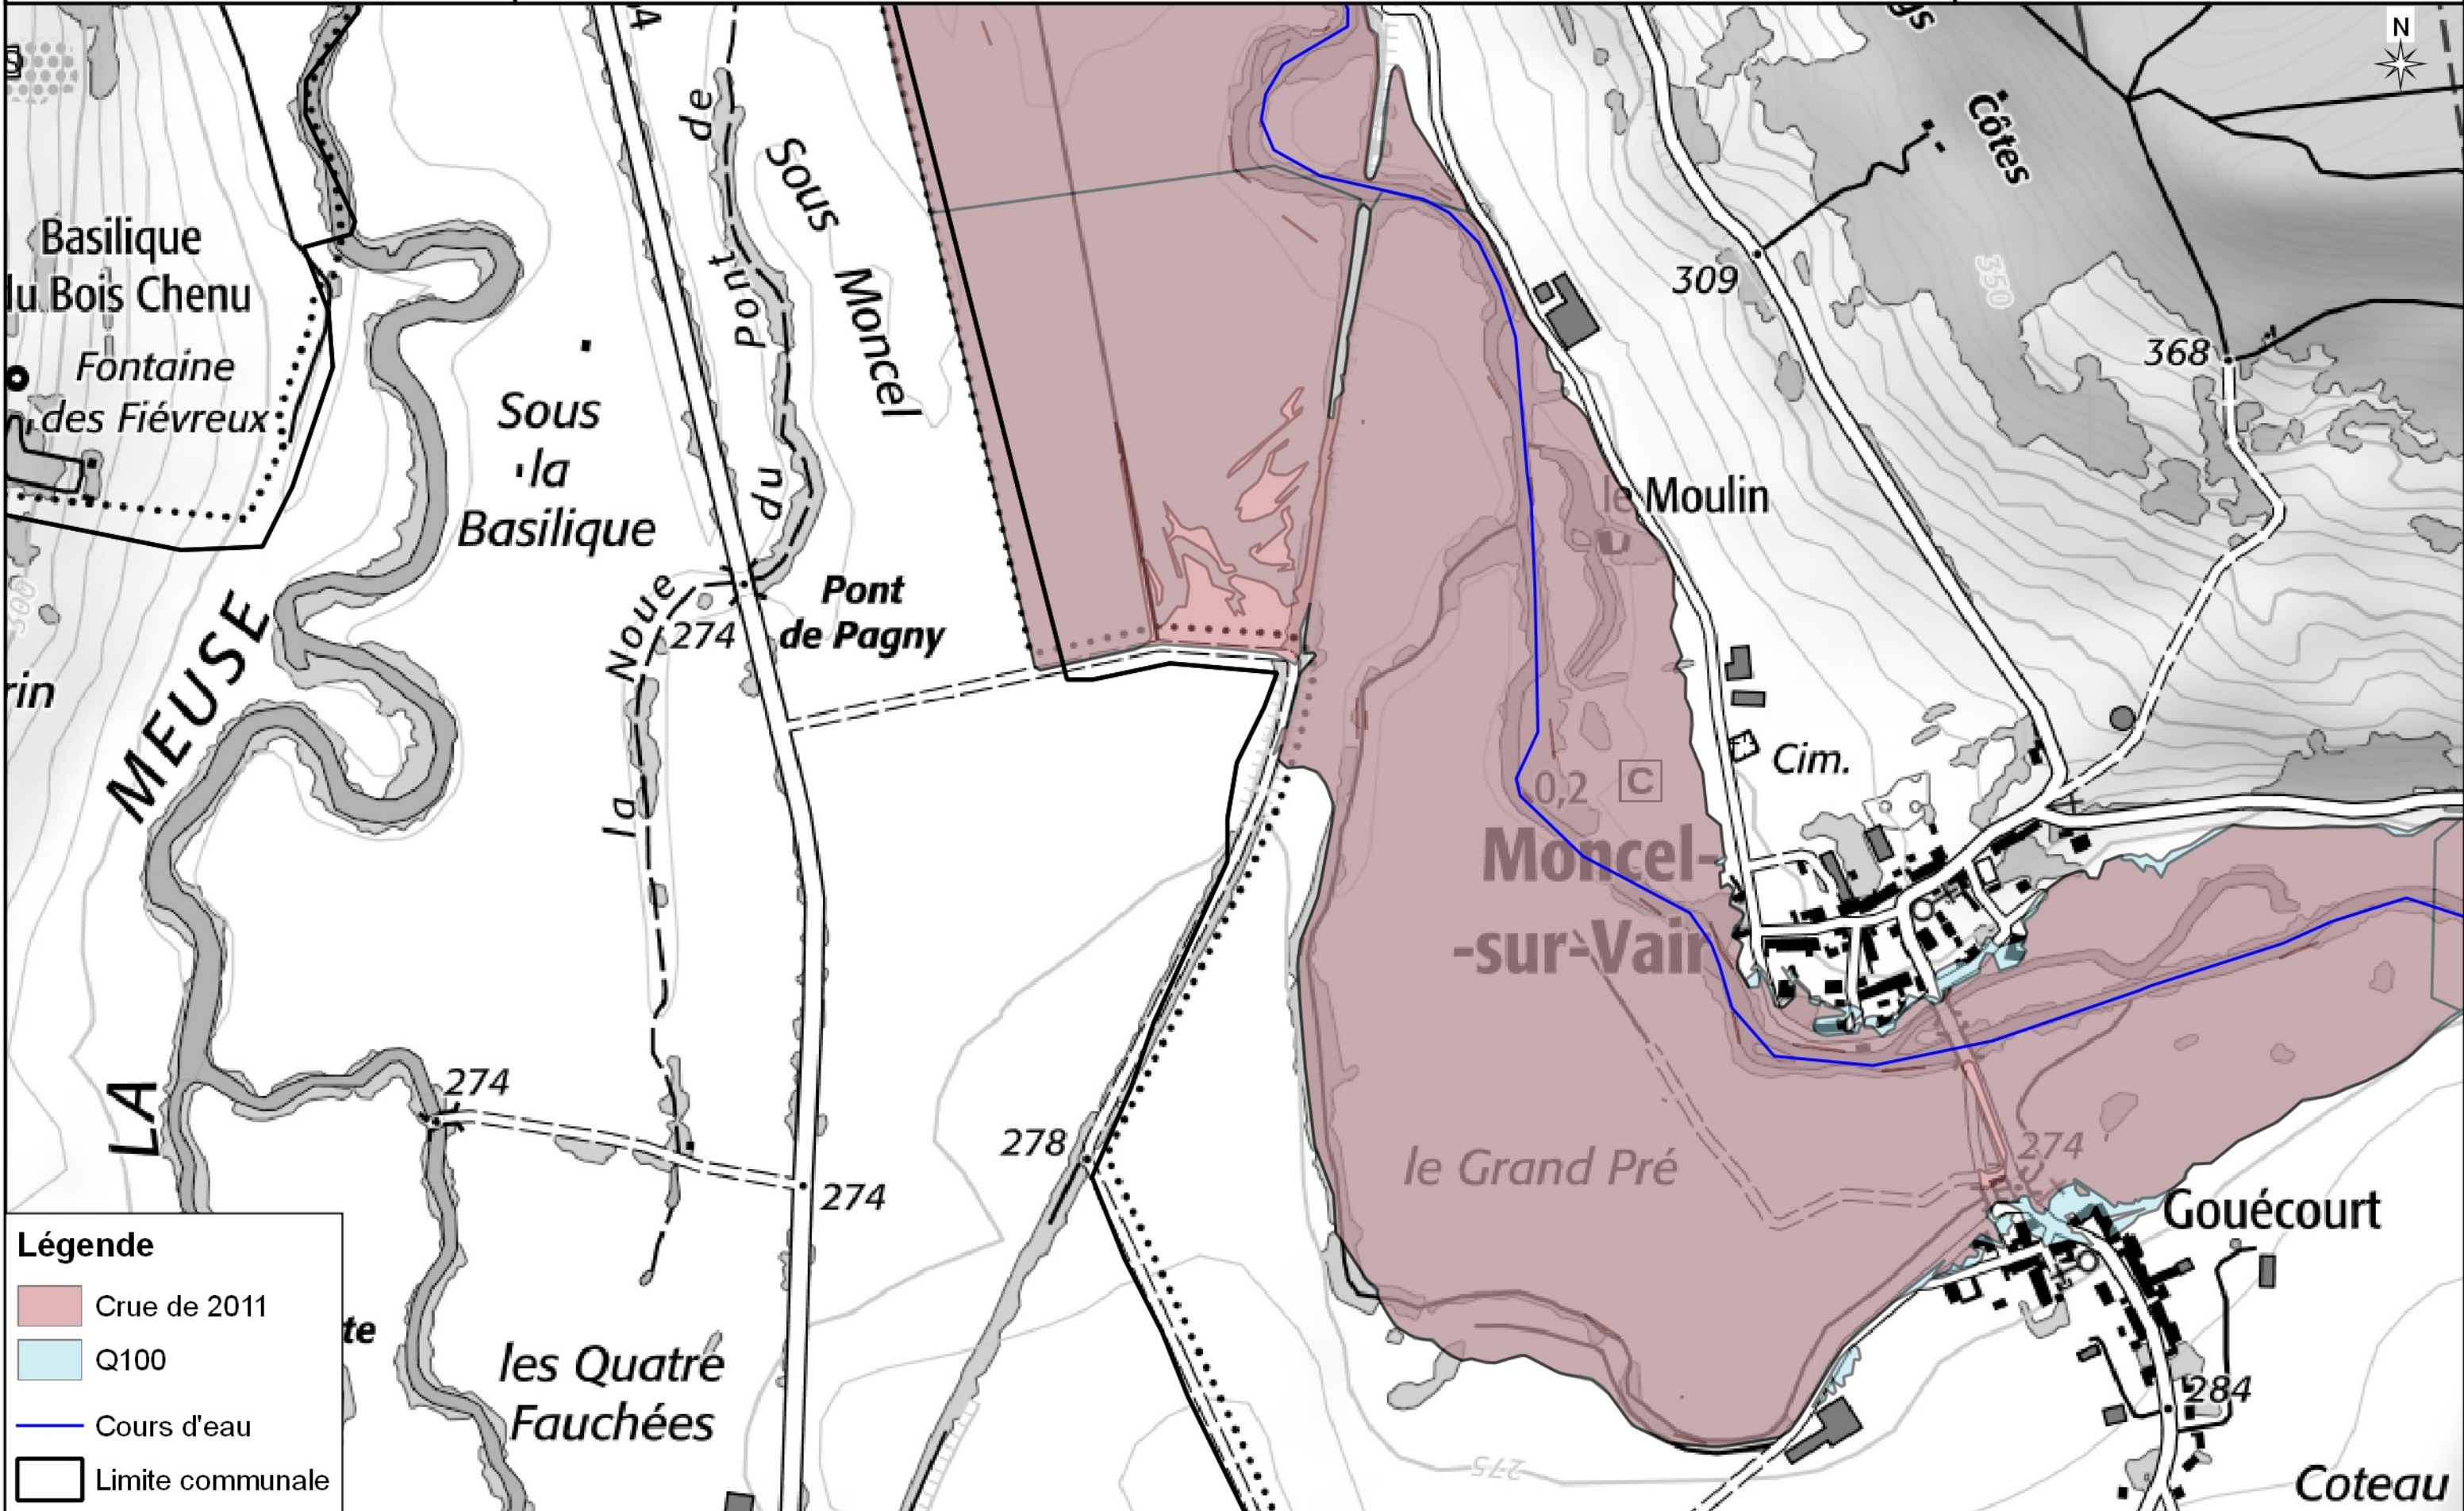 N
Côtes
350
309
368
Basilique
du Bois Chenu
Fontaine
des Fiévreux
Sous
la
Basilique
de
Pont
du
Sous Moncel
Pont
de Pagny
la Noue
274
le Moulin
300
rin
LA MEUSE
0,2
C
Cim.
Moncel-
-sur-Vair
le Grand Pré
274
274
278
274
Gouécourt
284
275
Coteau
te
les Quatre
Fauchées
Légende
Crue de 2011
Q100
Cours d'eau
Limite communale